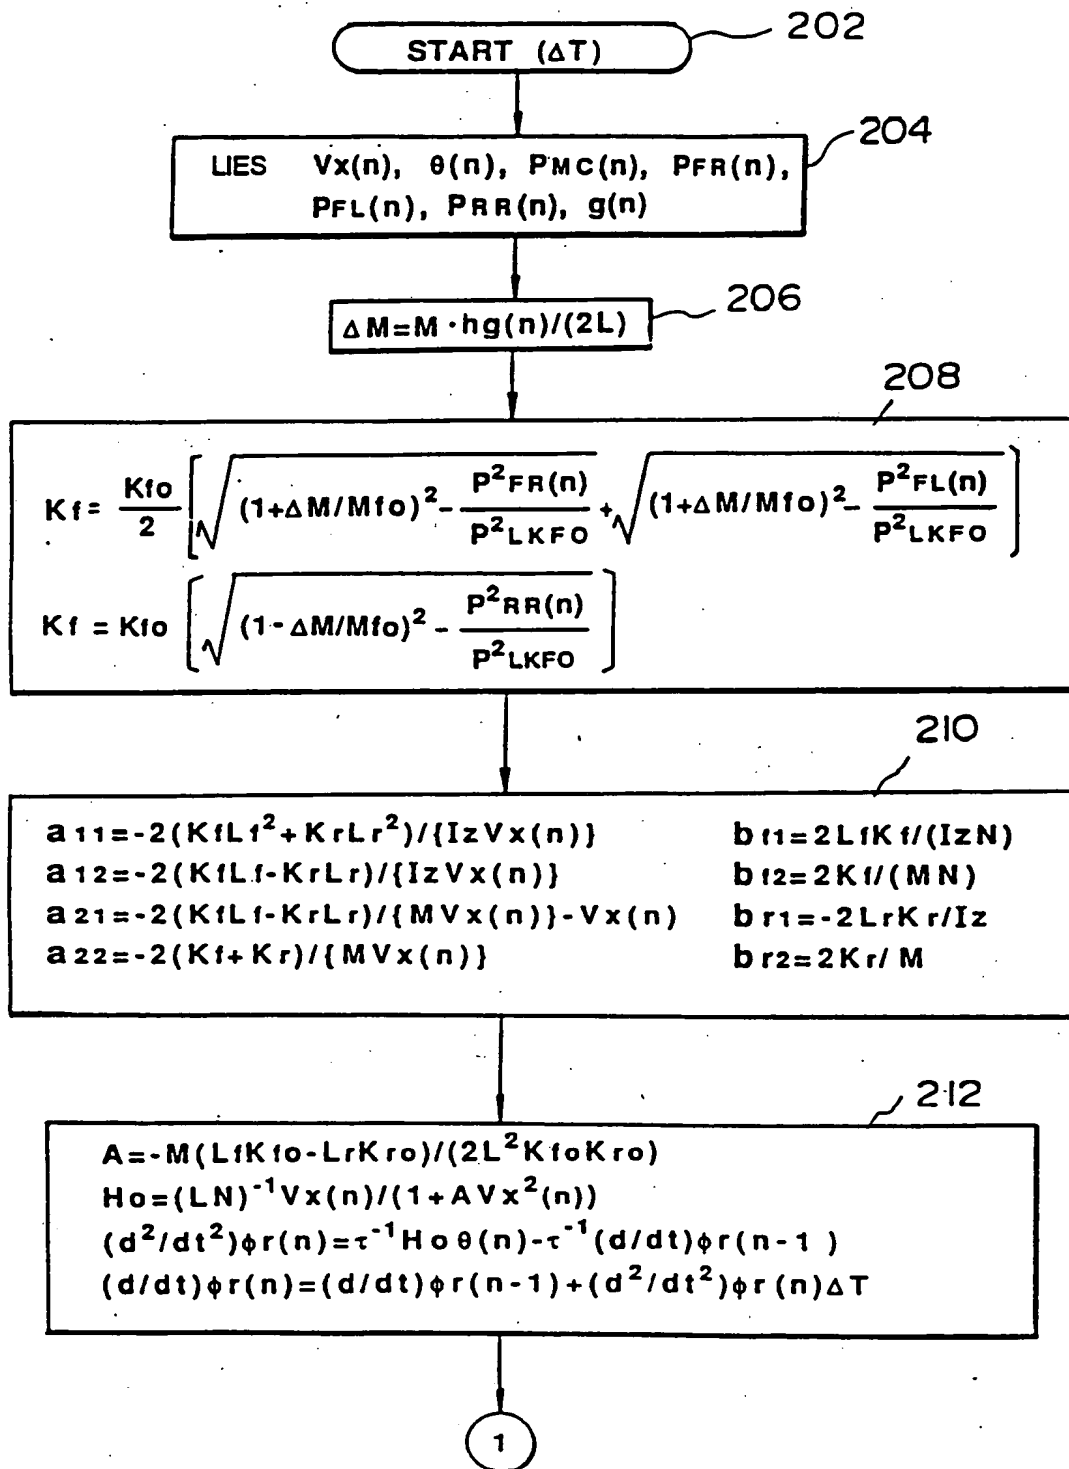 202
START (ΔT)
204
LIES Vx(n), θ(n), PMC(n), PFR(n),
PFL(n), PRR(n), g(n)
206
ΔM=M·hg(n)/(2L)
208
Kf= Kfo/2 [√((1+ΔM/Mfo)² - P²FR(n)/P²LKFO) + √((1+ΔM/Mfo)² - P²FL(n)/P²LKFO)]
Kf = Kfo [√((1-ΔM/Mfo)² - P²RR(n)/P²LKFO)]
210
a11=-2(KfLf²+KrLr²)/{IzVx(n)} bf1=2LfKf/(IzN)
a12=-2(KfLf-KrLr)/{IzVx(n)} bf2=2Kf/(MN)
a21=-2(KfLf-KrLr)/{MVx(n)}-Vx(n) br1=-2LrKr/Iz
a22=-2(Kf+Kr)/{MVx(n)} br2=2Kr/M
212
A=-M(LfKfo-LrKro)/(2L²KfoKro)
Ho=(LN)⁻¹Vx(n)/(1+AVx²(n))
(d²/dt²)φr(n)=τ⁻¹Hoθ(n)-τ⁻¹(d/dt)φr(n-1)
(d/dt)φr(n)=(d/dt)φr(n-1)+(d²/dt²)φr(n)ΔT
1